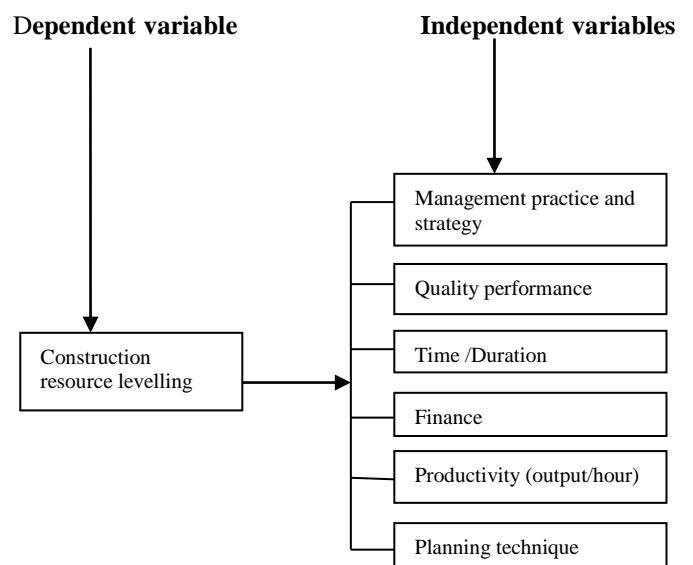 Dependent variable
Independent variables
Management practice and
strategy
Quality performance
Construction
resource levelling
Time /Duration
Finance
Productivity (output/hour)
Planning technique